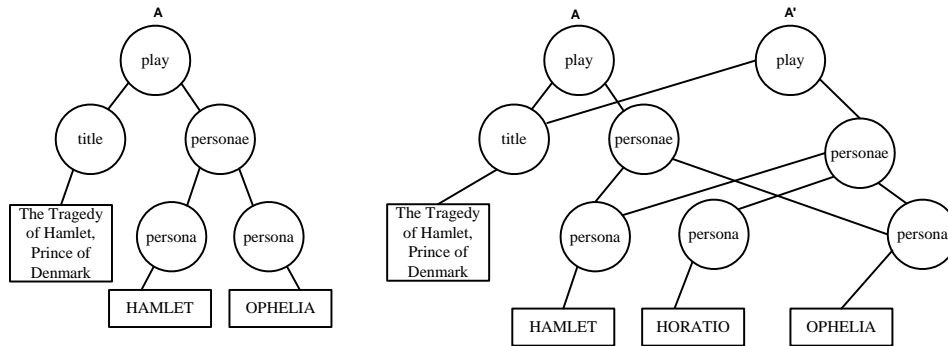 A
play
title
personae
The Tragedy
of Hamlet,
Prince of
Denmark
persona
persona
HAMLET
OPHELIA
A
A'
play
play
title
personae
personae
The Tragedy
of Hamlet,
Prince of
Denmark
persona
persona
persona
HAMLET
HORATIO
OPHELIA